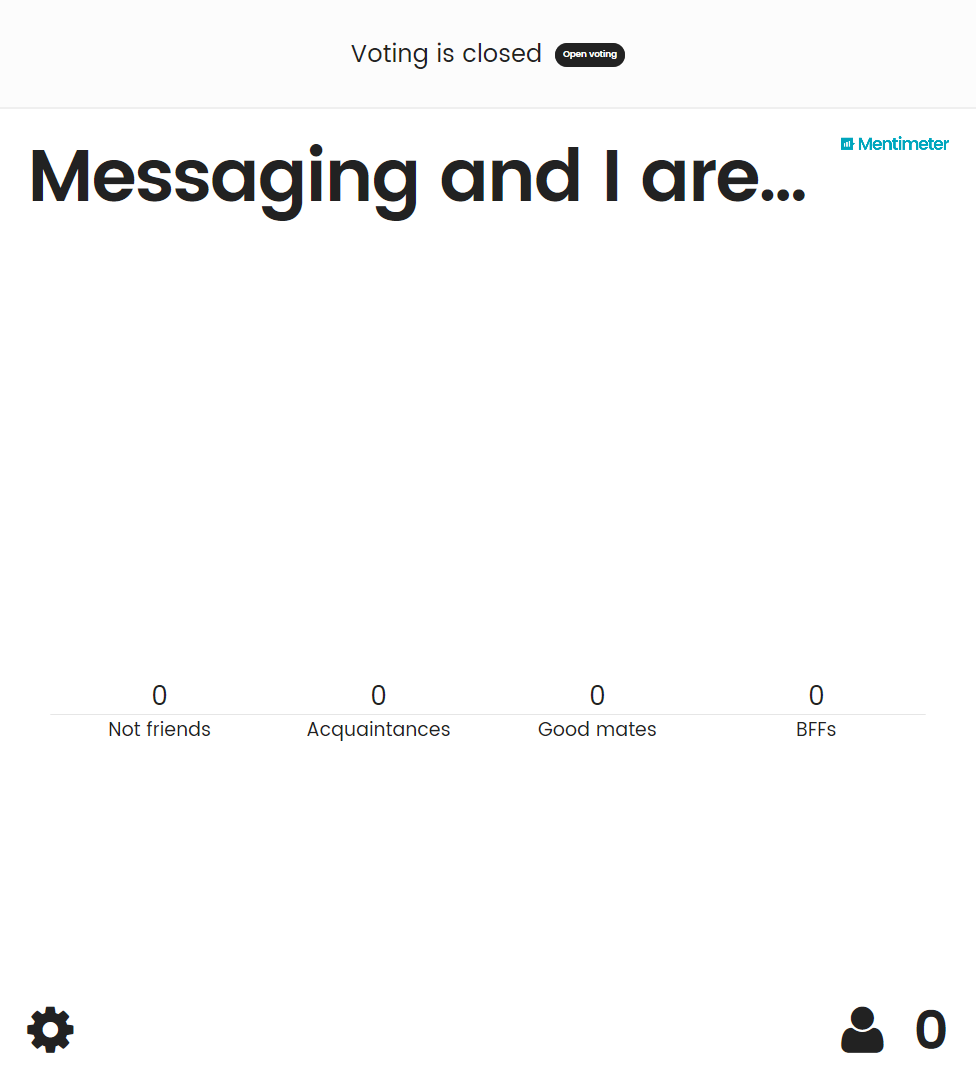 Voting is closed Open voting
Mentimeter
Messaging and I are...
0 0 0 0
Not friends Acquaintances Good mates BFFs
0